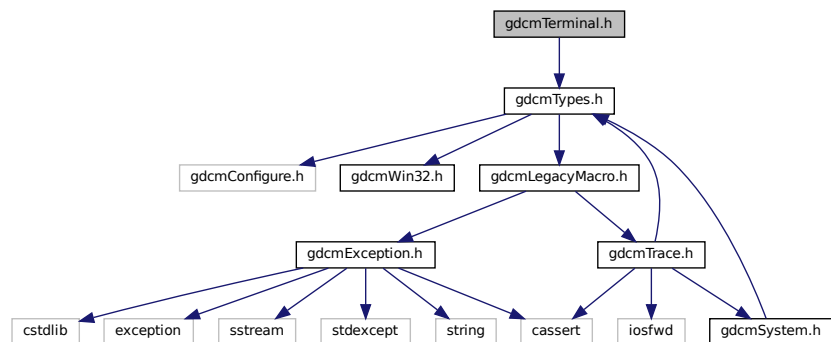 gdcmTerminal.h
gdcmTypes.h
gdcmConfigure.h
gdcmWin32.h
gdcmLegacyMacro.h
gdcmException.h
gdcmTrace.h
cstdlib
exception
sstream
stdexcept
string
cassert
iosfwd
gdcmSystem.h